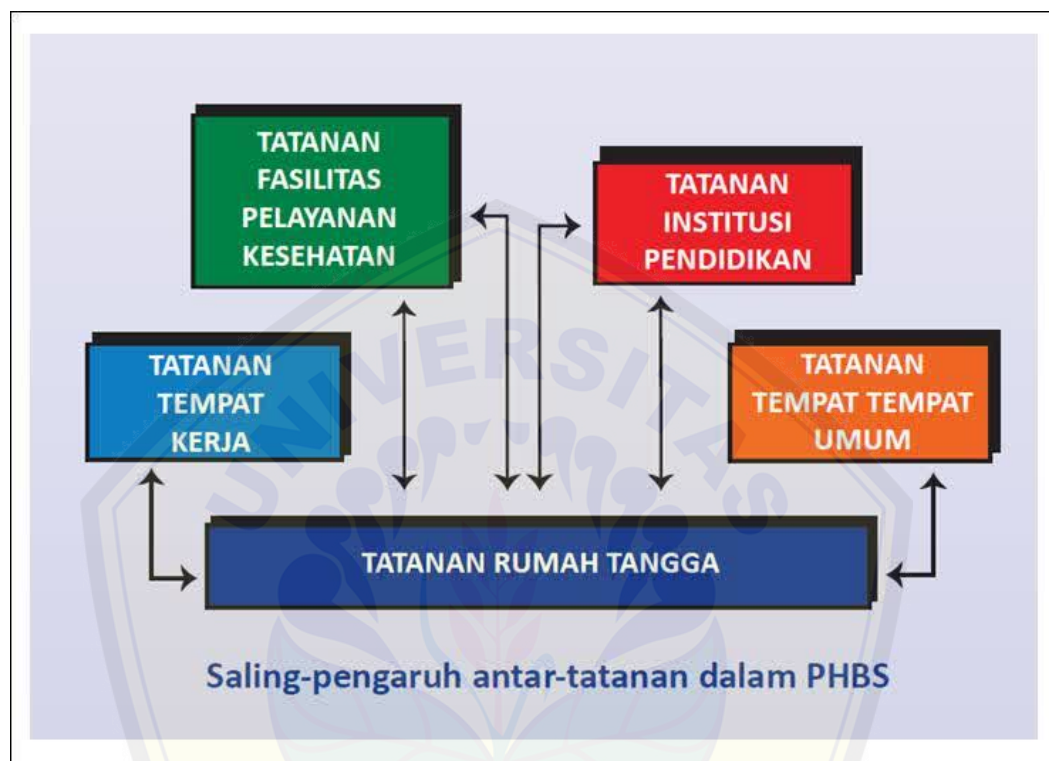 TATANAN
FASILITAS
PELAYANAN
KESEHATAN
TATANAN
INSTITUSI
PENDIDIKAN
TATANAN
TEMPAT
KERJA
TATANAN
TEMPAT TEMPAT
UMUM
TATANAN RUMAH TANGGA
Saling-pengaruh antar-tatanan dalam PHBS
UNIVERSITAS